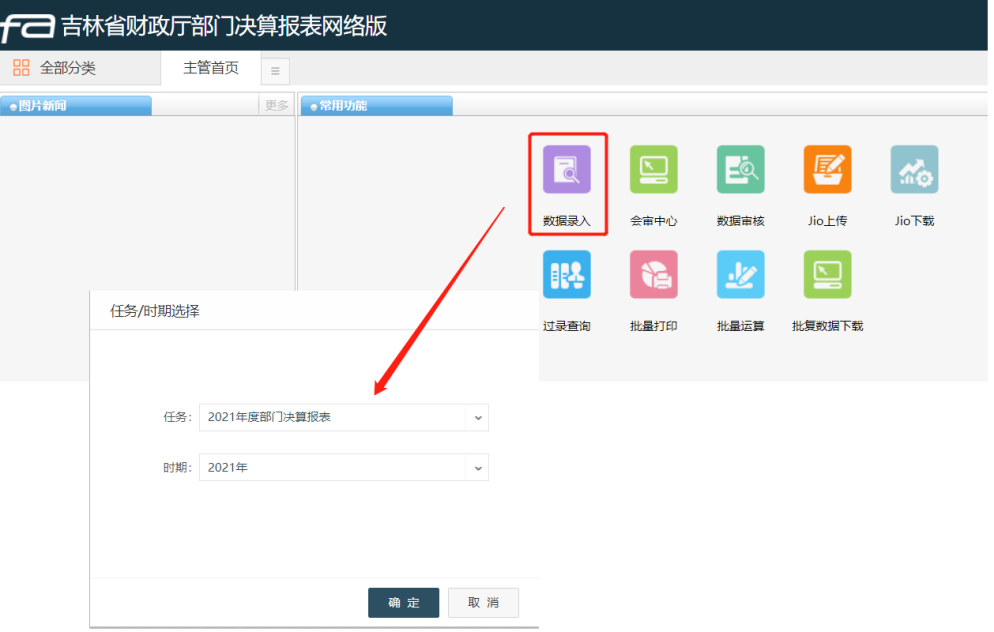 吉林省财政厅部门决算报表网络版
全部分类
主管首页
图片新闻
更多
常用功能
数据录入
会审中心
数据审核
Jio上传
Jio下载
过录查询
批量打印
批量运算
批复数据下载
任务/时期选择
任务：
2021年度部门决算报表
时期：
2021年
确 定
取 消